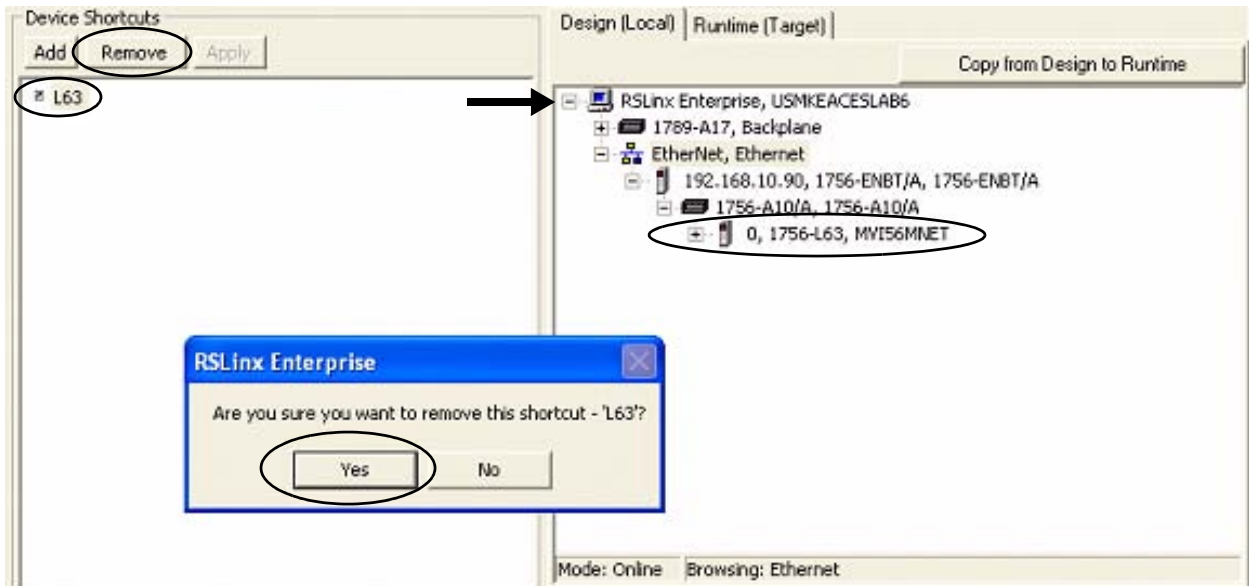 Device Shortcuts
Add Remove Apply
L63
Design (Local) Runtime (Target)
Copy from Design to Runtime
RSLinx Enterprise, USMKEACESLAB6
1789-A17, Backplane
EtherNet, Ethernet
192.168.10.90, 1756-ENBT/A, 1756-ENBT/A
1756-A10/A, 1756-A10/A
0, 1756-L63, MVI56MNET
RSLinx Enterprise
Are you sure you want to remove this shortcut - 'L63'?
Yes No
Mode: Online Browsing: Ethernet